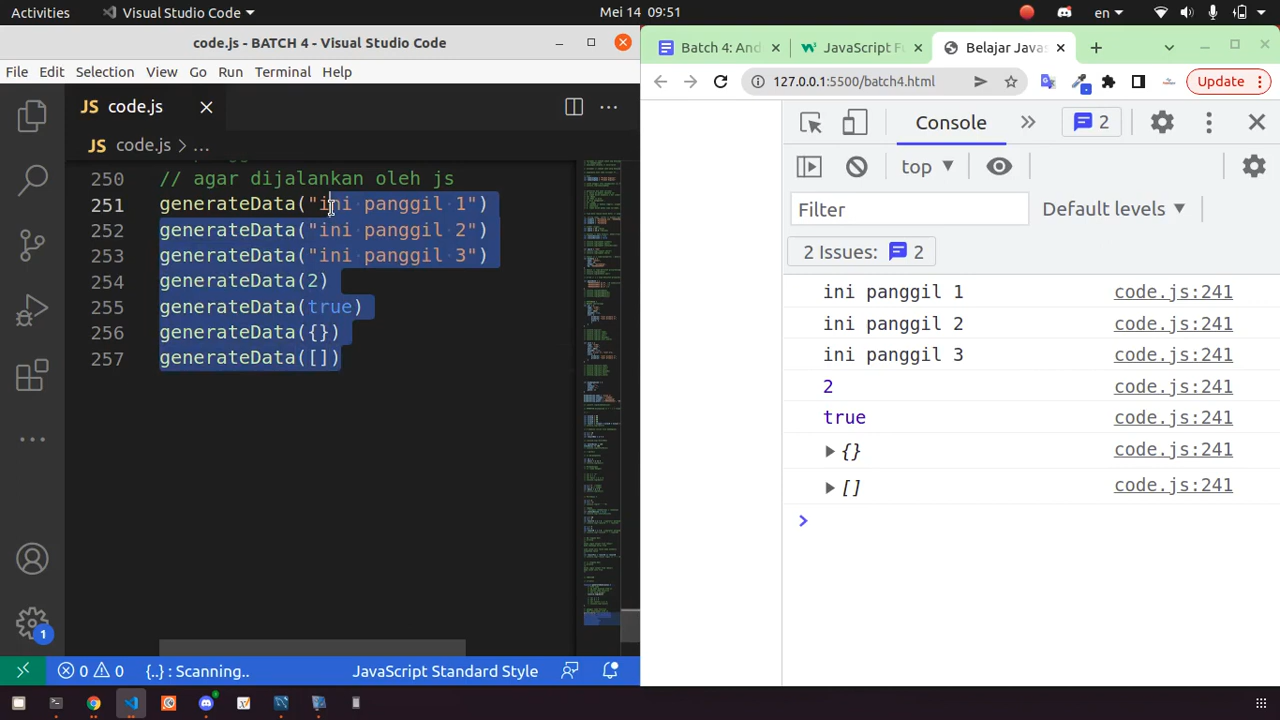 Activities
Visual Studio Code
Mei 14 09:51
en
code.js - BATCH 4 - Visual Studio Code
File Edit Selection View Go Run Terminal Help
JS code.js
JS code.js > ...
250 // agar dijalankan oleh js
251 generateData("ini panggil 1")
252 generateData("ini panggil 2")
253 generateData("ini panggil 3")
254 generateData(2)
255 generateData(true)
256 generateData({})
257 generateData([])
1
0 0 {..} : Scanning.. JavaScript Standard Style
Batch 4: And
JavaScript Fu
Belajar Javas
127.0.0.1:5500/batch4.html
Update
Console
2
top
Filter
Default levels
2 Issues: 2
ini panggil 1 code.js:241
ini panggil 2 code.js:241
ini panggil 3 code.js:241
2 code.js:241
true code.js:241
{} code.js:241
[] code.js:241